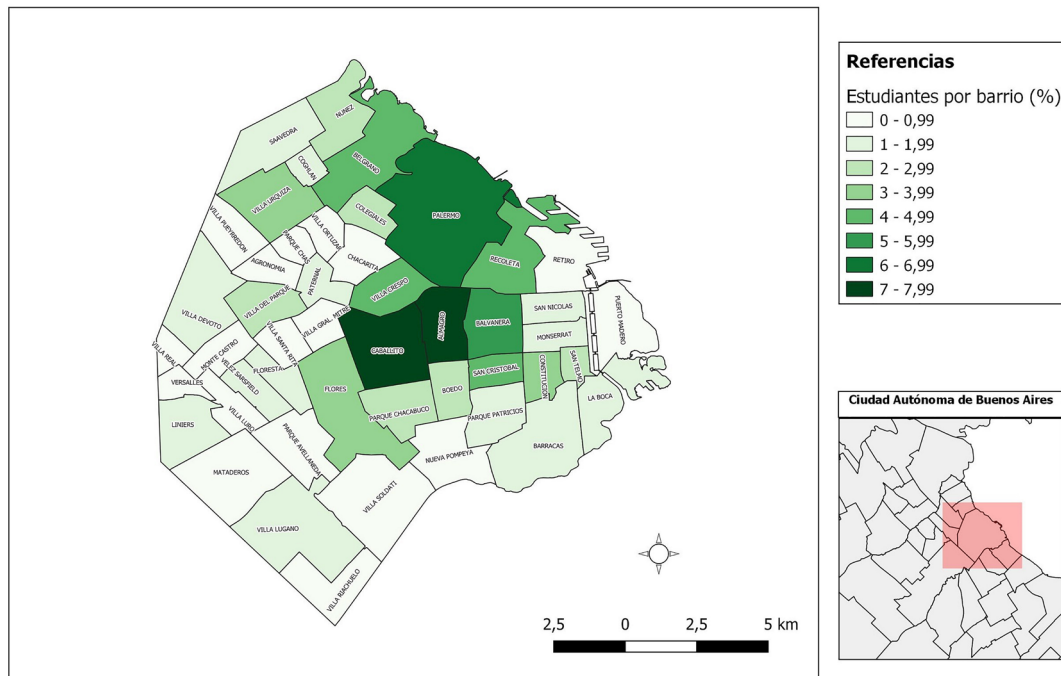 NUÑEZ
SAAVEDRA
COGHLAN
BELGRANO
VILLA URQUIZA
COLEGIALES
PALERMO
VILLA PUEYRREDON
VILLA ORTUZAR
PARQUE CHAS
CHACARITA
AGRONOMIA
RECOLETA
RETIRO
PATERNAL
VILLA CRESPO
VILLA DEL PARQUE
VILLA DEVOTO
VILLA GRAL. MITRE
SAN NICOLAS
PUERTO MADERO
ALMAGRO
BALVANERA
MONSERRAT
VILLA SANTA RITA
MONTE CASTRO
CABALLITO
VILLA REAL
FLORESTA
VELEZ SARSFIELD
VERSALLES
SAN CRISTOBAL
CONSTITUCION
SAN TELMO
FLORES
BOEDO
LA BOCA
VILLA LURO
PARQUE CHACABUCO
PARQUE PATRICIOS
LINIERS
PARQUE AVELLANEDA
BARRACAS
NUEVA POMPEYA
MATADEROS
VILLA SOLDATI
VILLA LUGANO
VILLA RIACHUELO
2,5 0 2,5 5 km
Referencias
Estudiantes por barrio (%)
0 - 0,99
1 - 1,99
2 - 2,99
3 - 3,99
4 - 4,99
5 - 5,99
6 - 6,99
7 - 7,99
Ciudad Autónoma de Buenos Aires